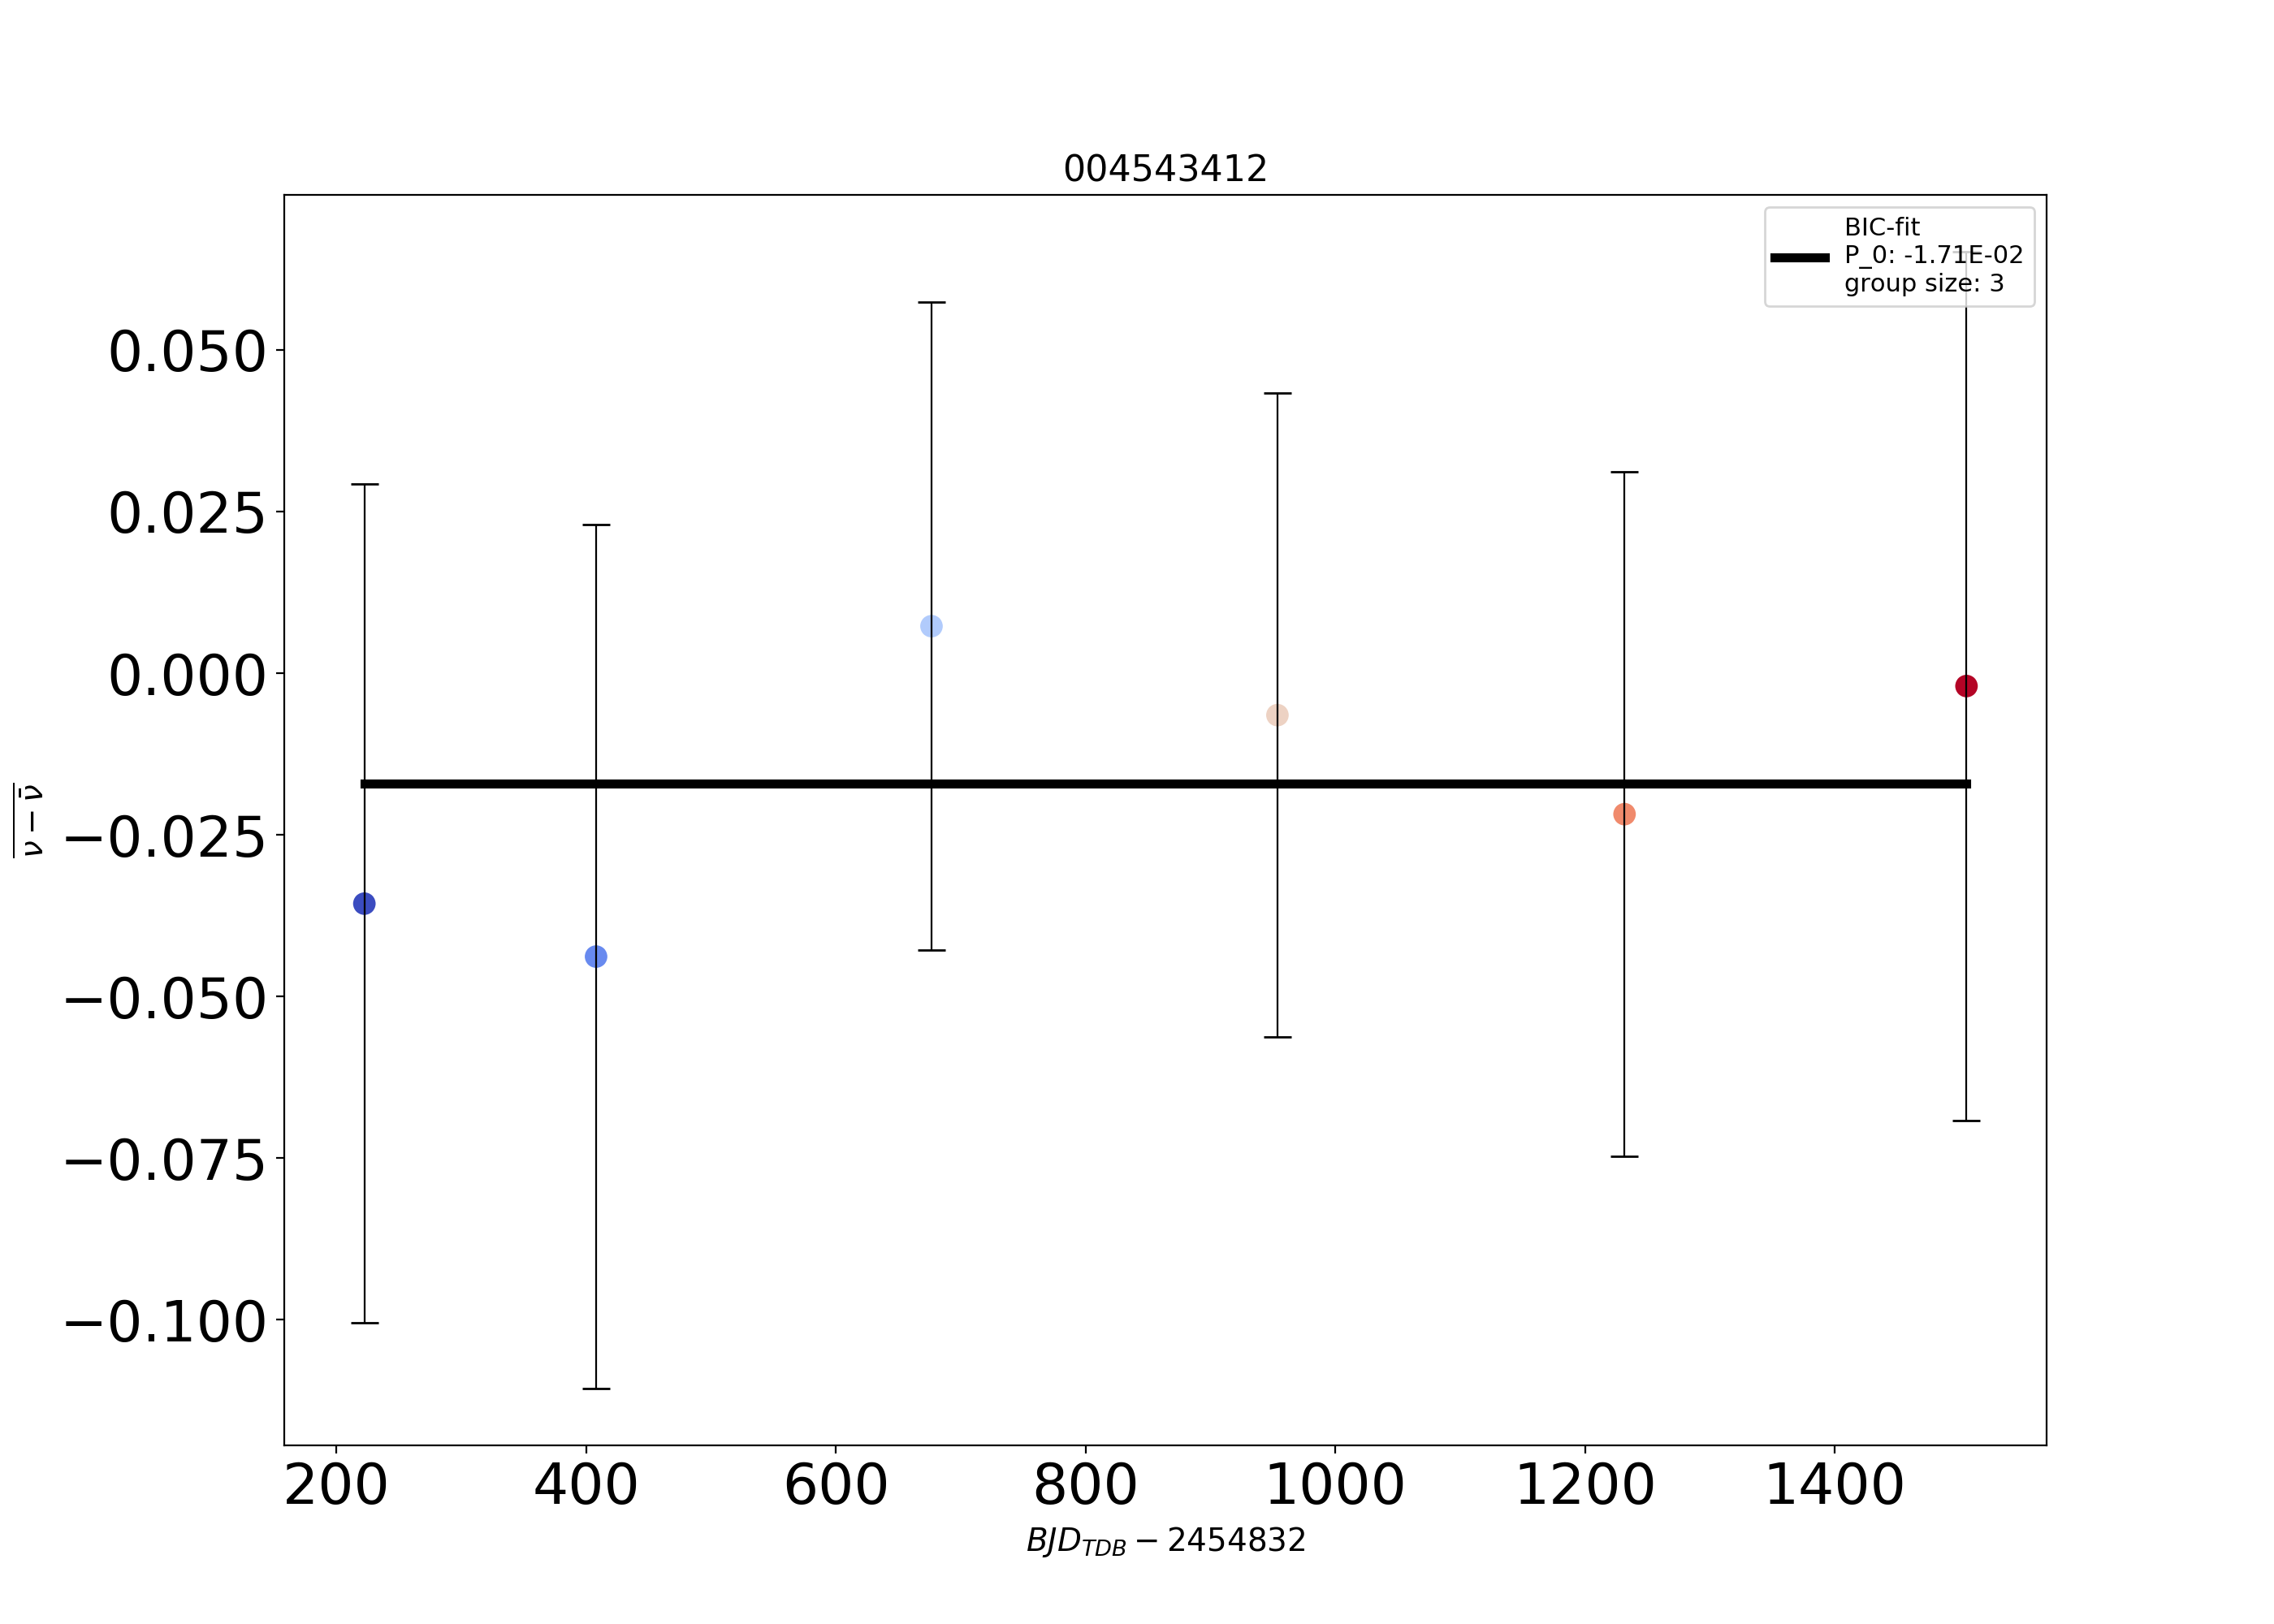 004543412
BIC-fit
P_0: -1.71E-02
group size: 3
0.050
0.025
0.000
−0.025
−0.050
−0.075
−0.100
ν − ν̄
200 400 600 800 1000 1200 1400
BJD_TDB − 2454832